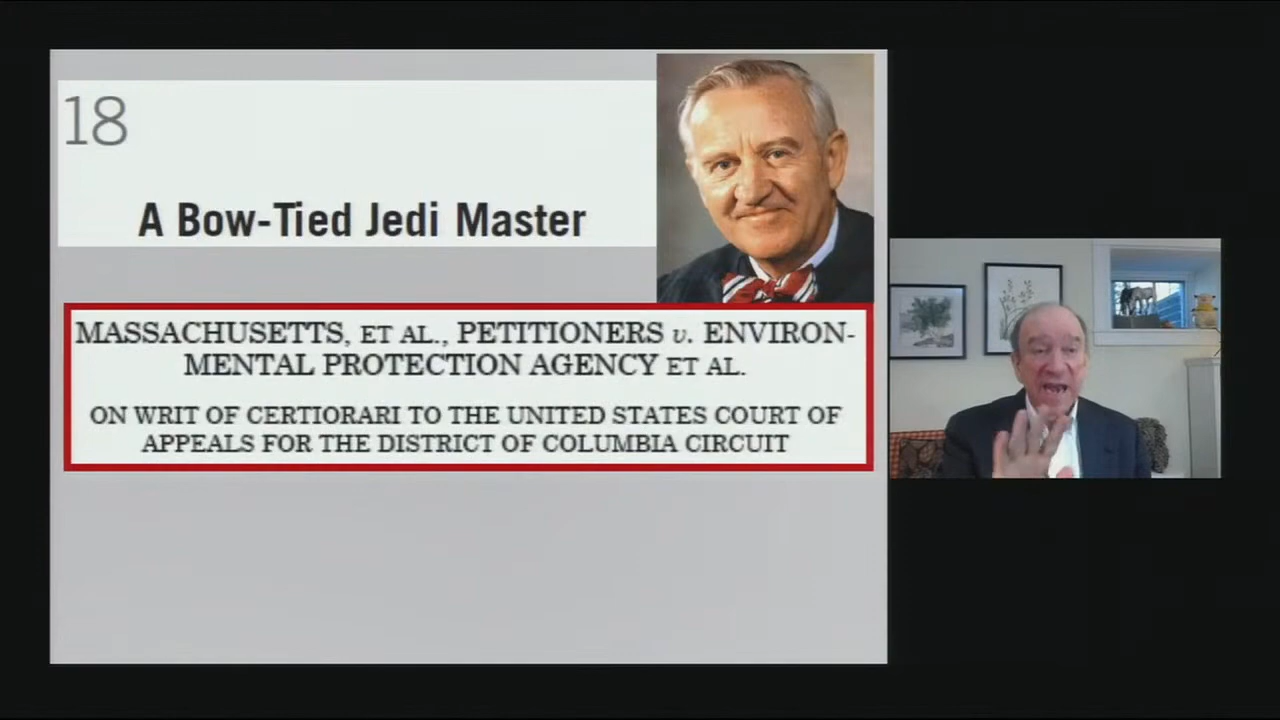 18
A Bow-Tied Jedi Master
MASSACHUSETTS, ET AL., PETITIONERS v. ENVIRON-
MENTAL PROTECTION AGENCY ET AL.
ON WRIT OF CERTIORARI TO THE UNITED STATES COURT OF
APPEALS FOR THE DISTRICT OF COLUMBIA CIRCUIT